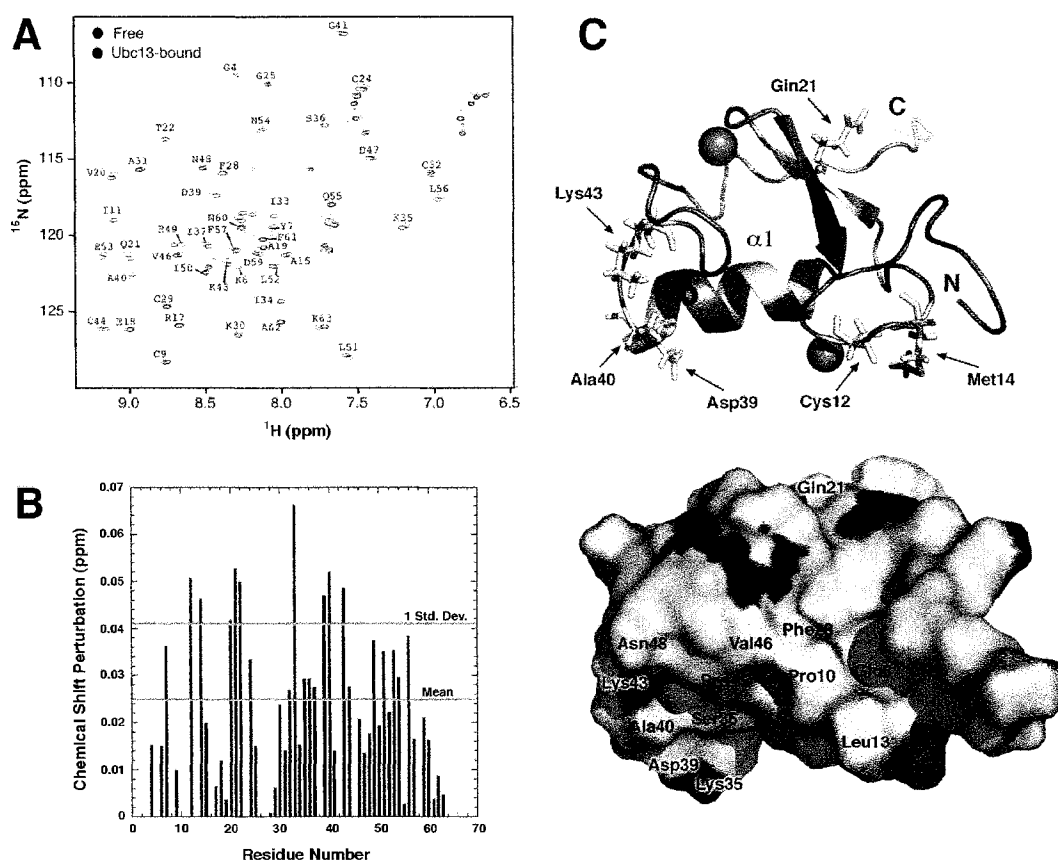 A
Free
Ubc13-bound
G41
G4
G25
C24
110
T22
N54
S36
D47
115
V20
A31
N48
F28
C32
L56
D39
Q55
I11
I33
K35
N60
120
R49
I37
F57
Y7
F61
Q21
A19
V46
A15
A40
I50
D59
K6
L52
K43
I34
125
C29
C44
R18
R17
K30
A62
K63
C9
L51
15N (ppm)
9.0 8.5 8.0 7.5 7.0 6.5
1H (ppm)
B
0.07
0.06
0.05
0.04
0.03
0.02
0.01
0
1 Std. Dev.
Mean
Chemical Shift Perturbation (ppm)
0 10 20 30 40 50 60 70
Residue Number
C
Gln21
C
Lys43
α1
N
Ala40
Asp39
Cys12
Met14
Gln21
Asn48
Val46
Lys43
Pro10
Ala40
Leu13
Asp39
Lys35